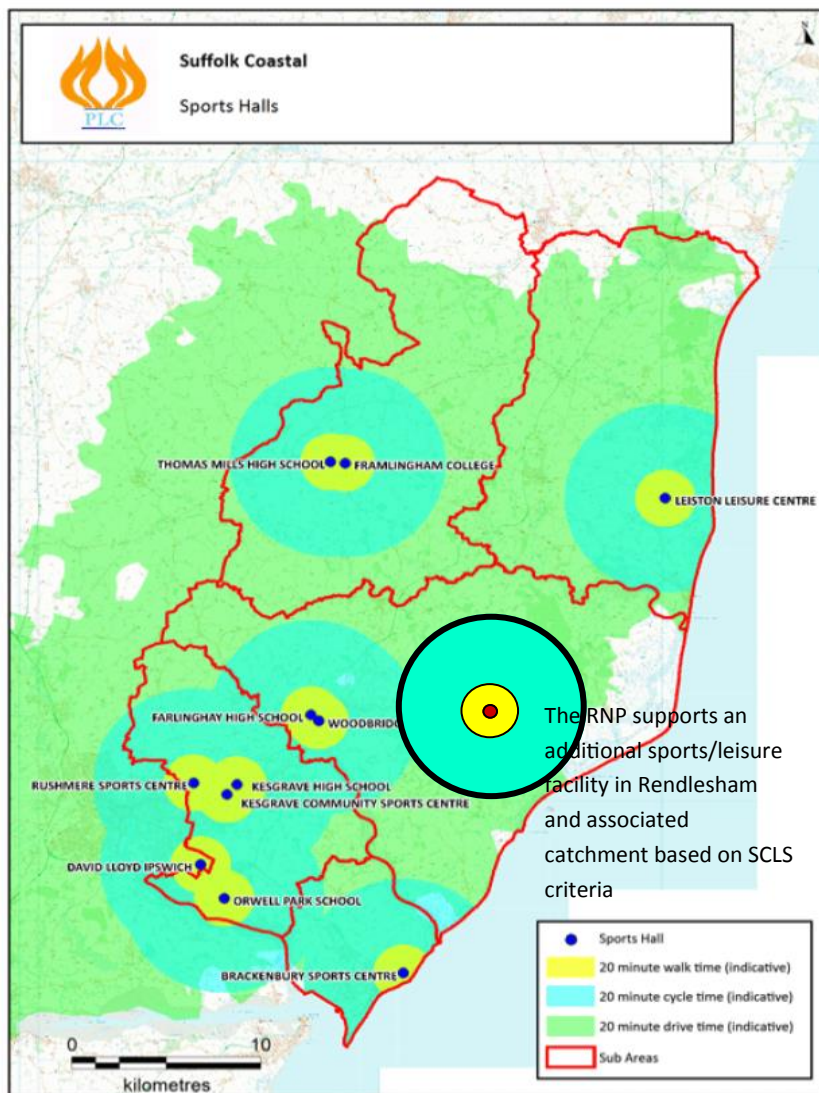 Suffolk Coastal
Sports Halls
PLC
N
THOMAS MILLS HIGH SCHOOL
FRAMLINGHAM COLLEGE
LEISTON LEISURE CENTRE
FARLINGHAY HIGH SCHOOL
WOODBRIDG
The RNP supports an
additional sports/leisure
facility in Rendlesham
and associated
catchment based on SCLS
criteria
RUSHMERE SPORTS CENTRE
KESGRAVE HIGH SCHOOL
KESGRAVE COMMUNITY SPORTS CENTRE
DAVID LLOYD IPSWICH
ORWELL PARK SCHOOL
BRACKENBURY SPORTS CENTRE
Sports Hall
20 minute walk time (indicative)
20 minute cycle time (indicative)
20 minute drive time (indicative)
Sub Areas
0 10
kilometres